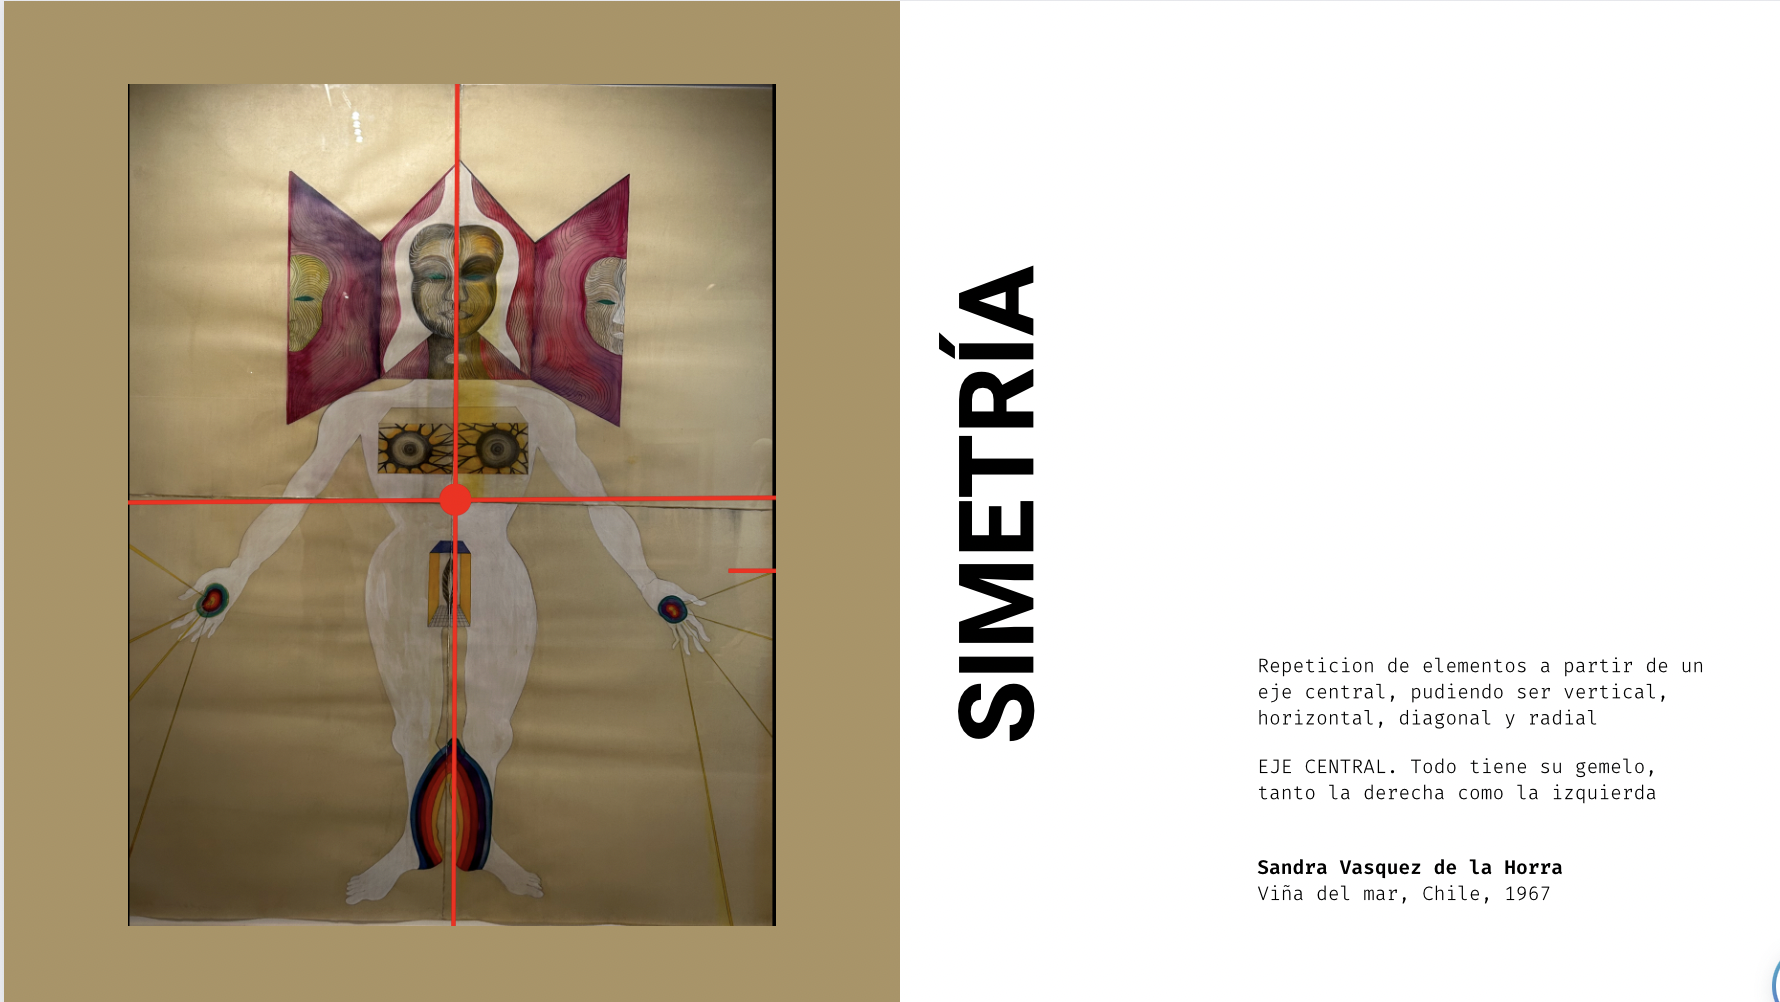 SIMETRÍA
Repeticion de elementos a partir de un
eje central, pudiendo ser vertical,
horizontal, diagonal y radial
EJE CENTRAL. Todo tiene su gemelo,
tanto la derecha como la izquierda
Sandra Vasquez de la Horra
Viña del mar, Chile, 1967